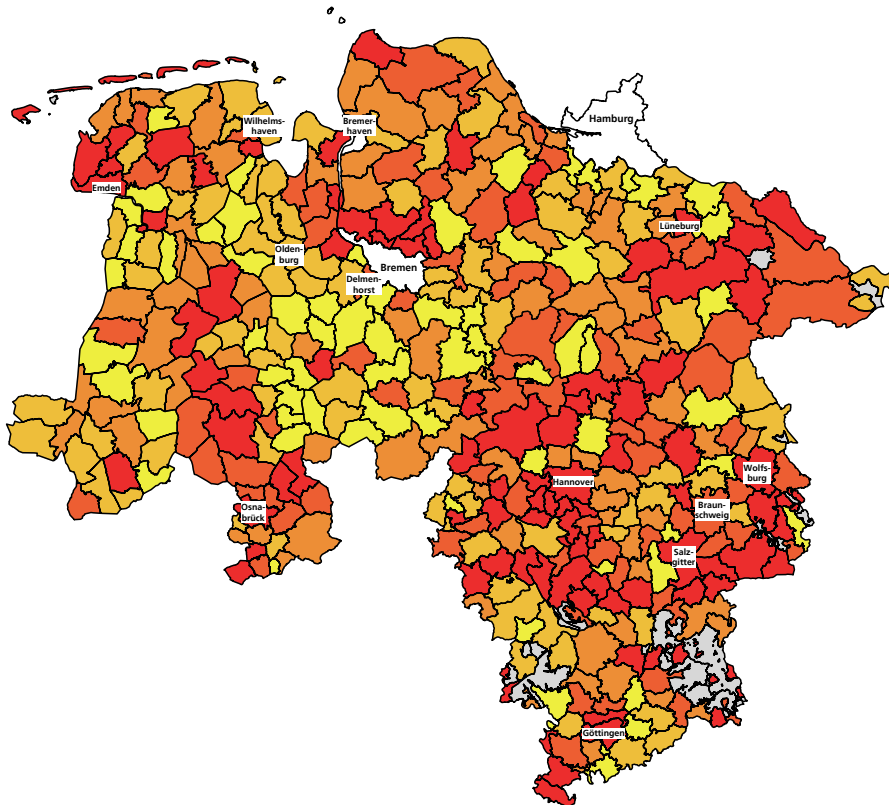 Hamburg
Wilhelms-
haven
Bremer-
haven
Emden
Lüneburg
Olden-
burg
Bremen
Delmen-
horst
Wolfs-
burg
Hannover
Osna-
brück
Braun-
schweig
Salz-
gitter
Göttingen